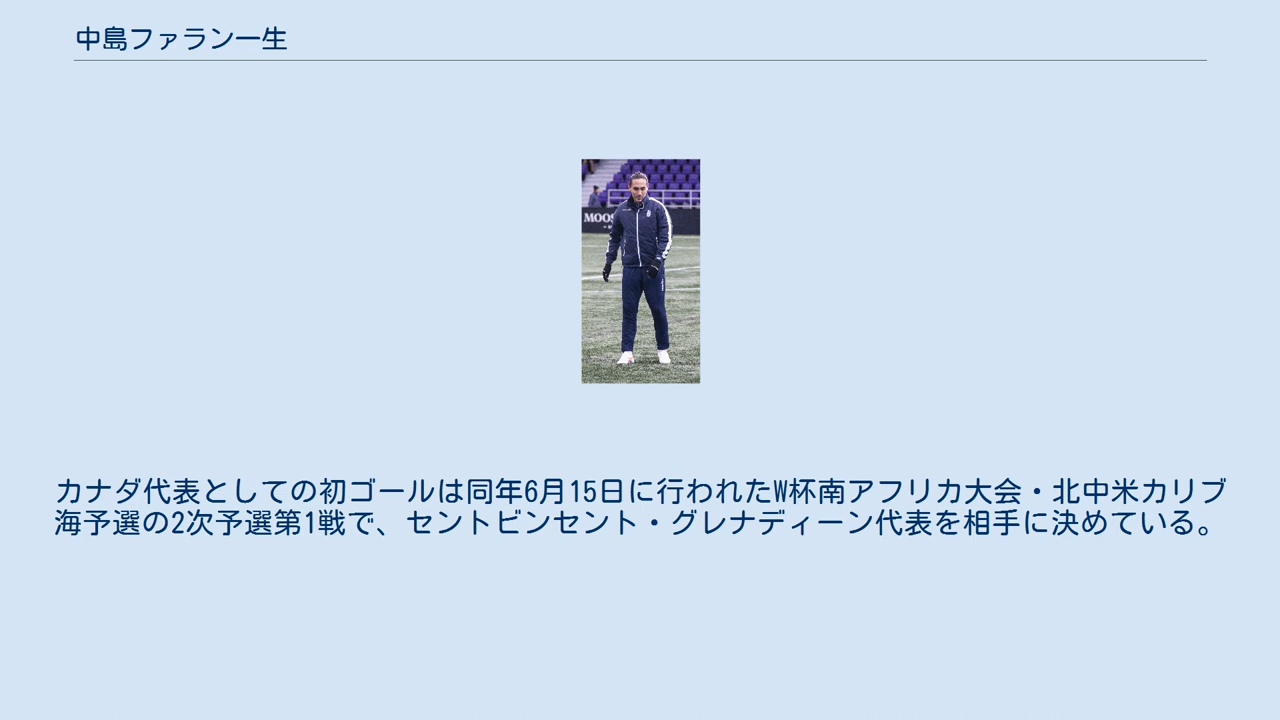 中島ファラン一生
MOOS
カナダ代表としての初ゴールは同年6月15日に行われたW杯南アフリカ大会・北中米カリブ
海予選の2次予選第1戦で、セントビンセント・グレナディーン代表を相手に決めている。